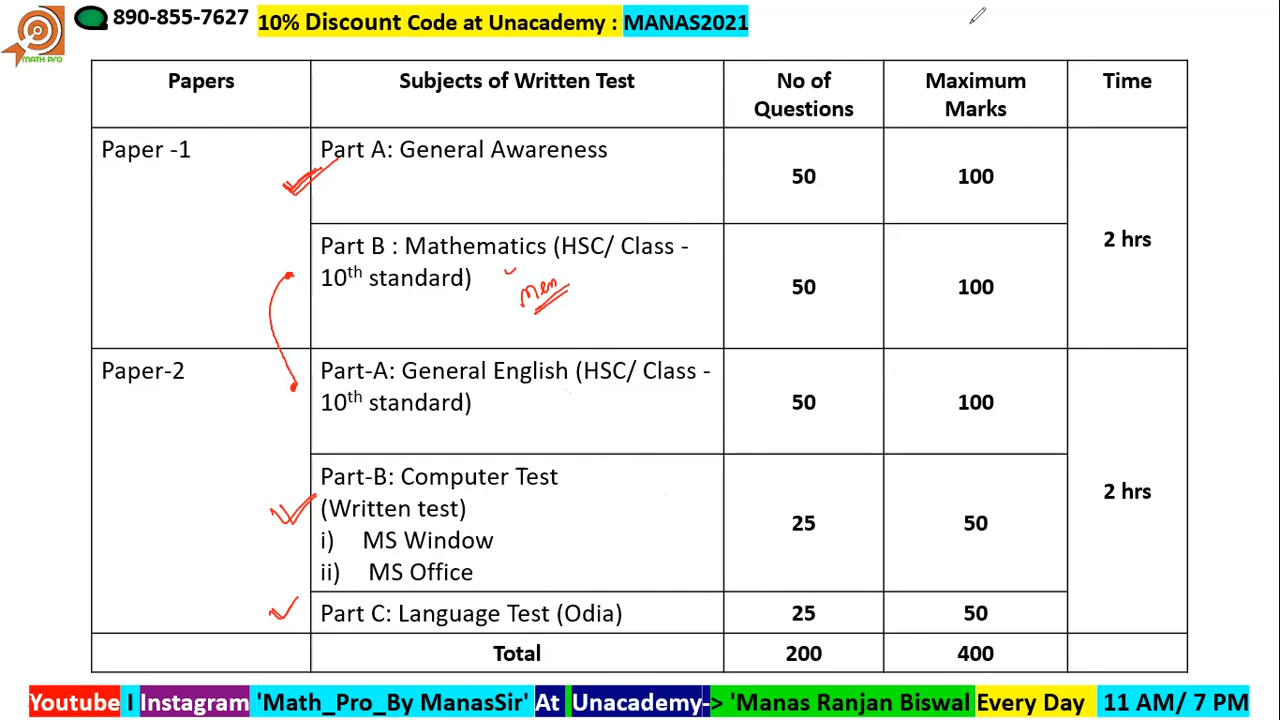 890-855-7627
10% Discount Code at Unacademy : MANAS2021
MATH PRO
Papers
Subjects of Written Test
No of
Questions
Maximum
Marks
Time
Paper -1
Part A: General Awareness
50
100
2 hrs
Part B : Mathematics (HSC/ Class -
10th standard)
Men
50
100
Paper-2
Part-A: General English (HSC/ Class -
10th standard)
50
100
2 hrs
Part-B: Computer Test
(Written test)
i) MS Window
ii) MS Office
25
50
Part C: Language Test (Odia)
25
50
Total
200
400
Youtube I Instagram 'Math_Pro_By ManasSir' At Unacademy-> 'Manas Ranjan Biswal Every Day 11 AM/ 7 PM